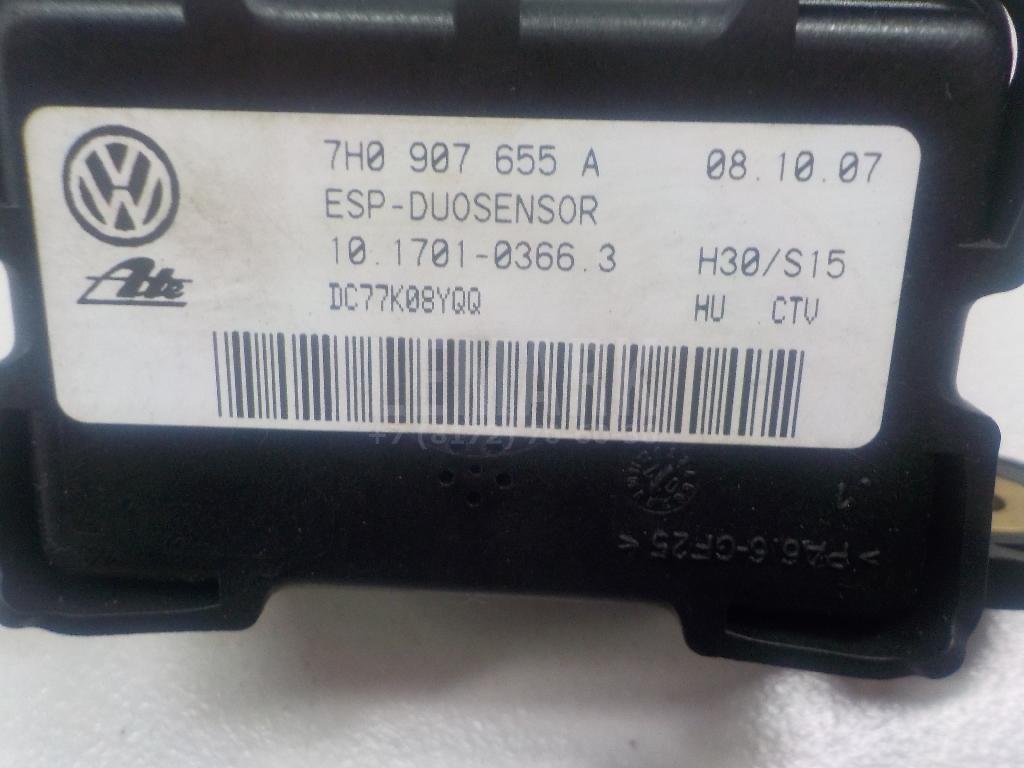 7H0 907 655 A 08.10.07
ESP-DUOSENSOR
10.1701-0366.3 H30/S15
DC77K08YQQ HU CTV
Ate
>PA6.6-GF25<